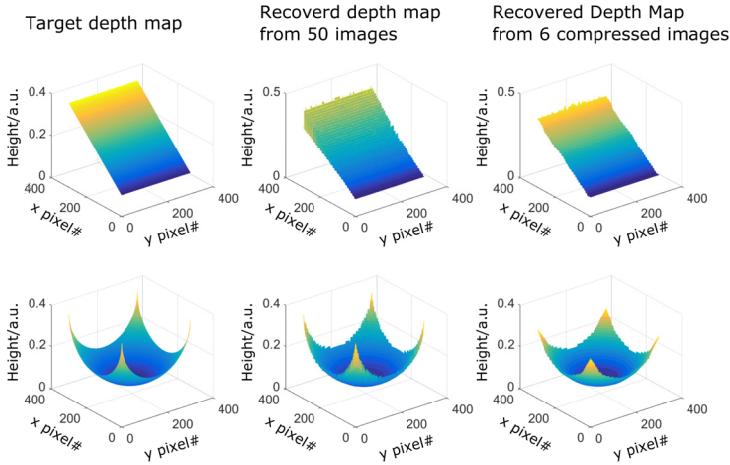 Target depth map
Recoverd depth map
from 50 images
Recovered Depth Map
from 6 compressed images
Height/a.u.
0.4
0.2
0
400
200
0
x pixel#
0
200
400
y pixel#
Height/a.u.
0.5
0
400
200
0
x pixel#
0
200
400
y pixel#
Height/a.u.
0.5
0
400
200
0
x pixel#
0
200
400
y pixel#
Height/a.u.
0.4
0.2
0
400
200
0
x pixel#
0
200
400
y pixel#
Height/a.u.
0.4
0.2
0
400
200
0
x pixel#
0
200
400
y pixel#
Height/a.u.
0.4
0.2
0
400
200
0
x pixel#
0
200
400
y pixel#